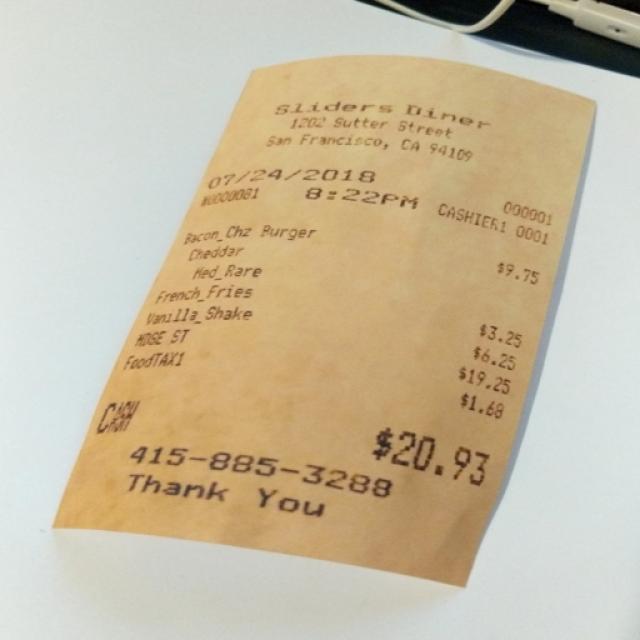 Sliders Diner
1202 Sutter Street
San Francisco, CA 94109
07/24/2018 000001
#0000081 8:22PM CASHIER1 0001
Bacon_Chz Burger $9.75
Cheddar
Med_Rare
French_Fries $3.25
Vanilla_Shake $6.25
MDSE ST $19.25
FoodTAX1 $1.68
CASH $20.93
415-885-3288
Thank You